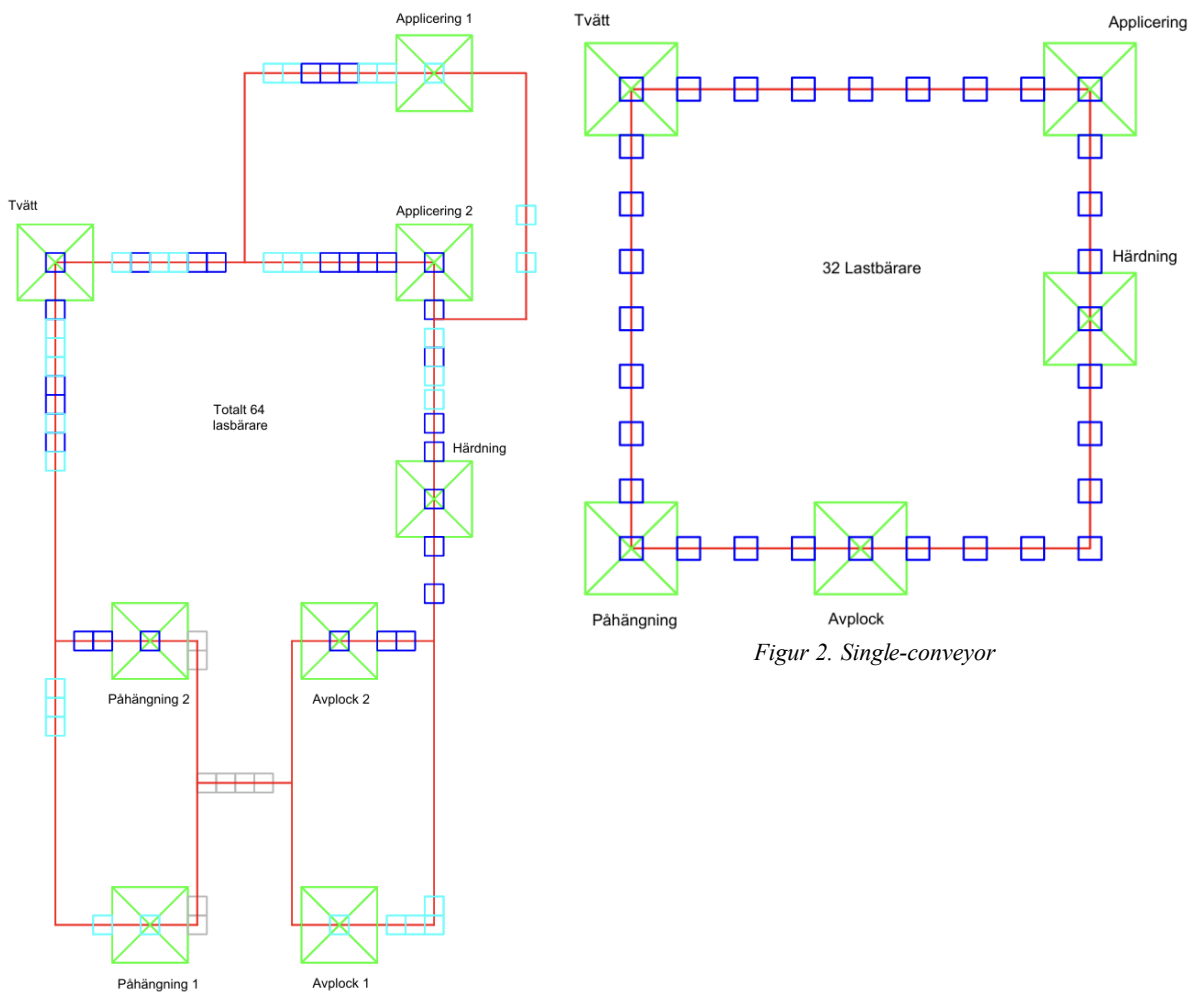 Applicering 1
Tvätt
Applicering 2
Totalt 64
lasbärare
Härdning
Påhängning 2
Avplock 2
Påhängning 1
Avplock 1
Tvätt
Applicering
Härdning
32 Lastbärare
Påhängning
Avplock
Figur 2. Single-conveyor